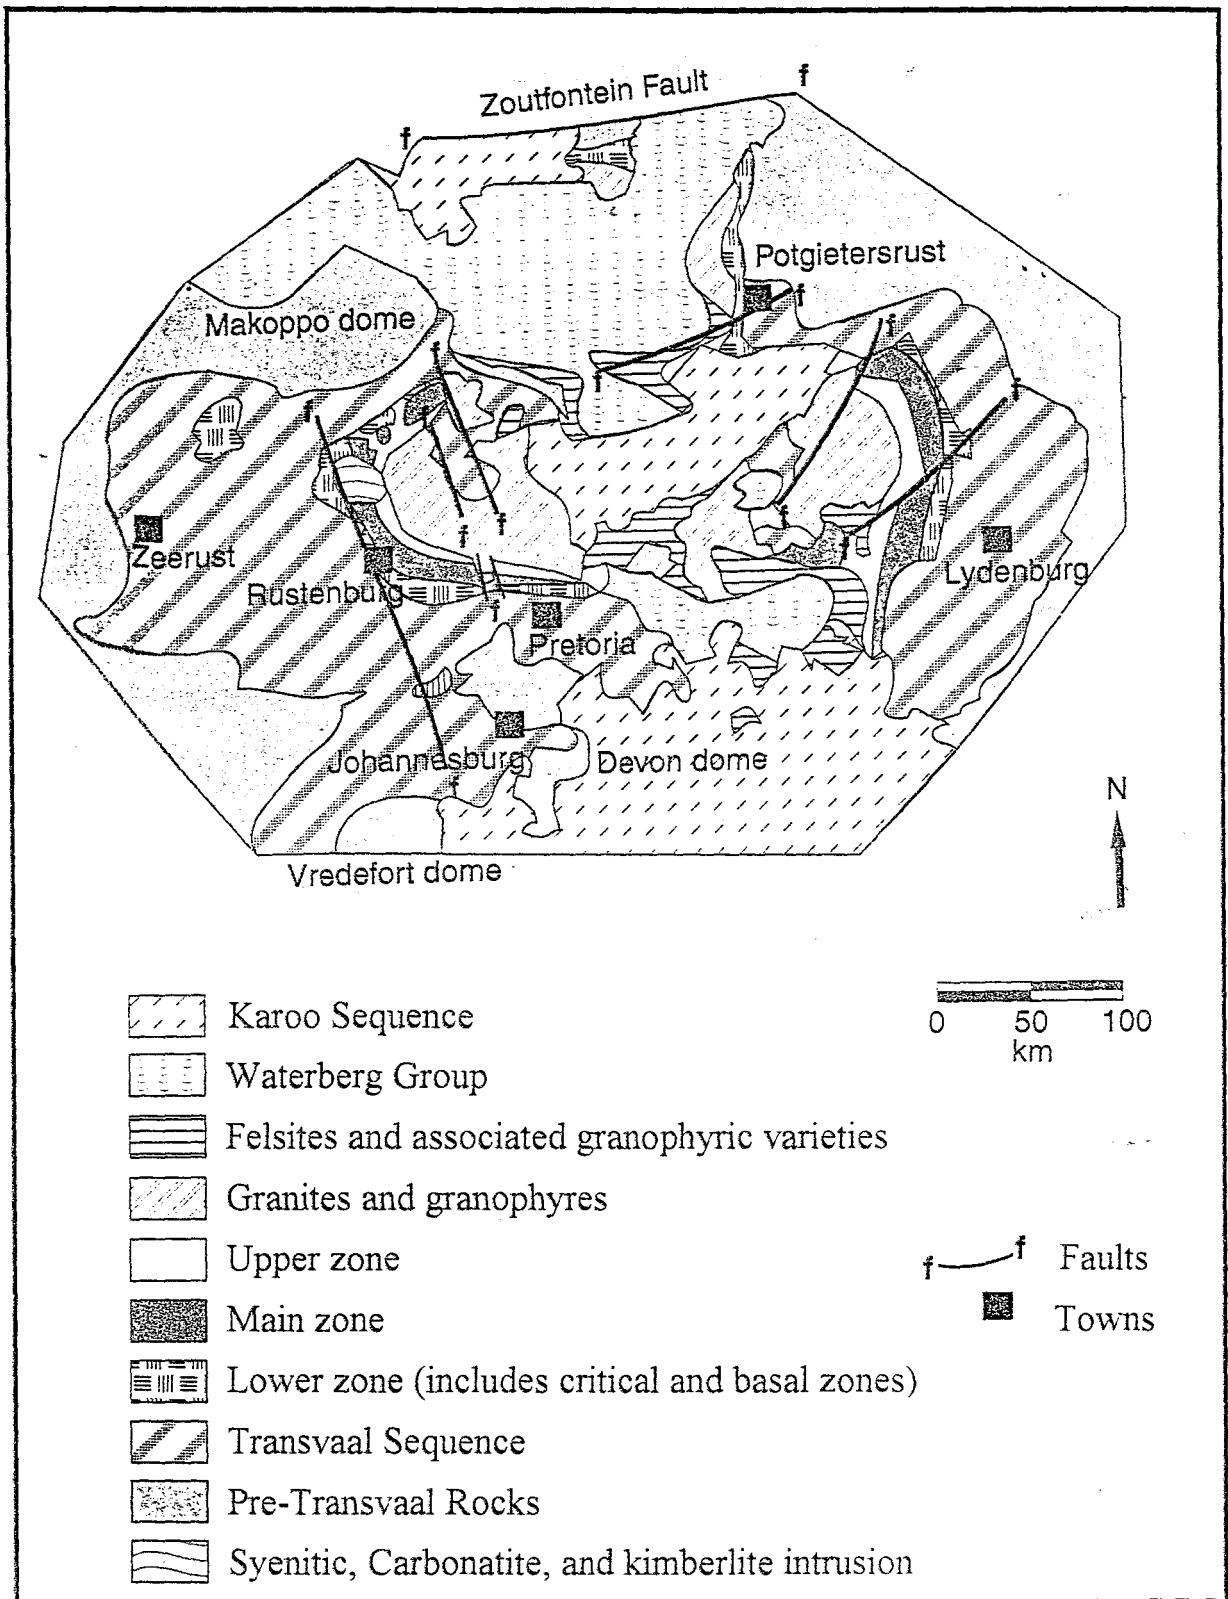 Zoutfontein Fault
f
f
Potgietersrust
f
Makoppo dome
f
f
f
f
f
f
f
f
f
f
Zeerust
f
Lydenburg
Rustenburg
f
Pretoria
Johannesburg
Devon dome
f
N
Vredefort dome
Karoo Sequence
0 50 100
km
Waterberg Group
Felsites and associated granophyric varieties
Granites and granophyres
Upper zone
f f Faults
Main zone
Towns
Lower zone (includes critical and basal zones)
Transvaal Sequence
Pre-Transvaal Rocks
Syenitic, Carbonatite, and kimberlite intrusion